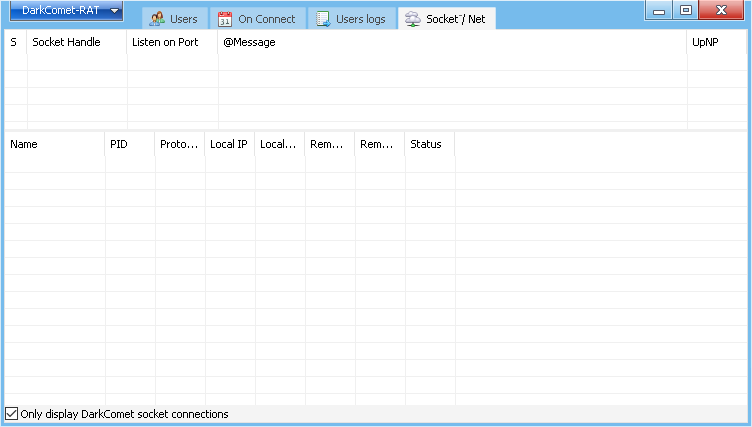 DarkComet-RAT Users On Connect Users logs Socket / Net
S Socket Handle Listen on Port @Message UpNP
Name PID Proto... Local IP Local... Rem... Rem... Status
Only display DarkComet socket connections